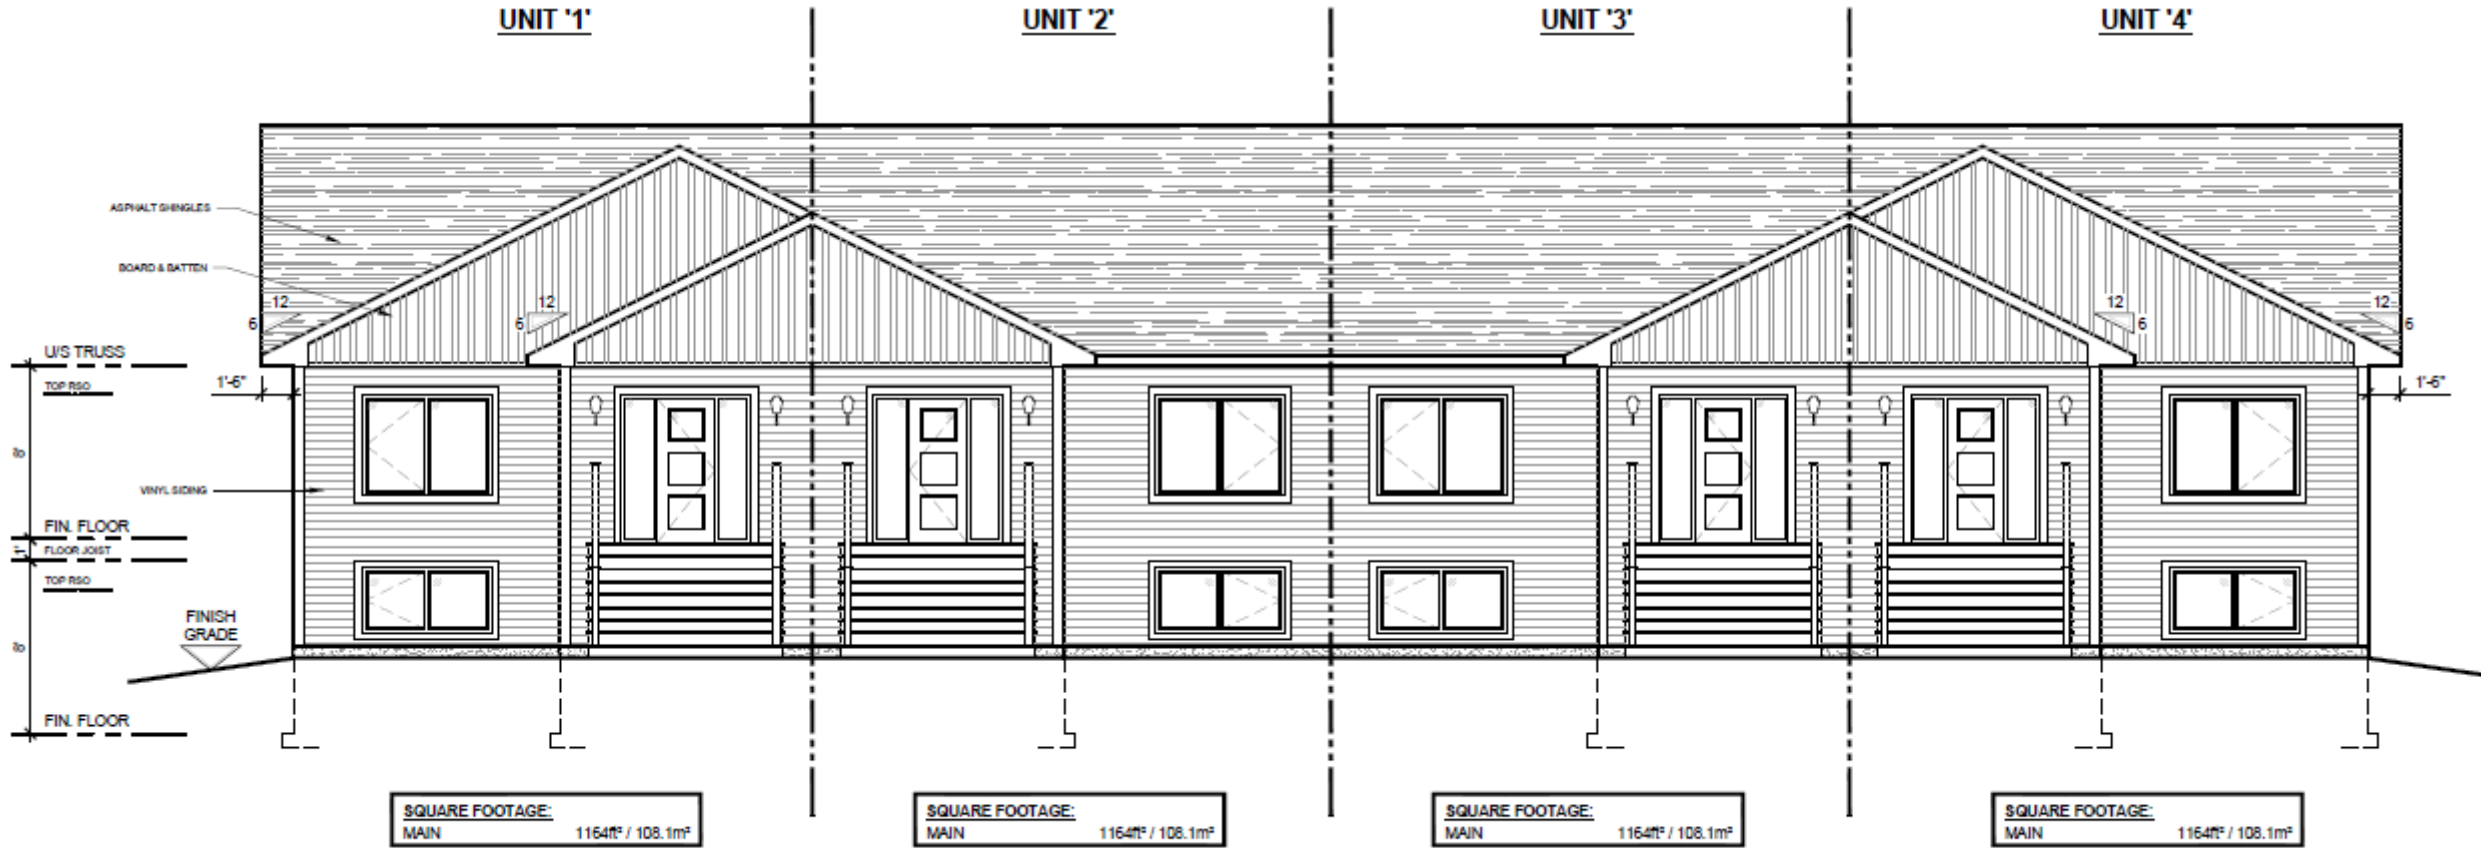 UNIT '1'
UNIT '2'
UNIT '3'
UNIT '4'
ASPHALT SHINGLES
BOARD & BATTEN
12
6
12
6
12
6
12
6
U/S TRUSS
TOP RSO
1'-6"
1'-6"
8'
VINYL SIDING
FIN. FLOOR
1'
FLOOR JOIST
TOP RSO
FINISH
GRADE
8'
FIN. FLOOR
SQUARE FOOTAGE:
MAIN 1164ft² / 108.1m²
SQUARE FOOTAGE:
MAIN 1164ft² / 108.1m²
SQUARE FOOTAGE:
MAIN 1164ft² / 108.1m²
SQUARE FOOTAGE:
MAIN 1164ft² / 108.1m²